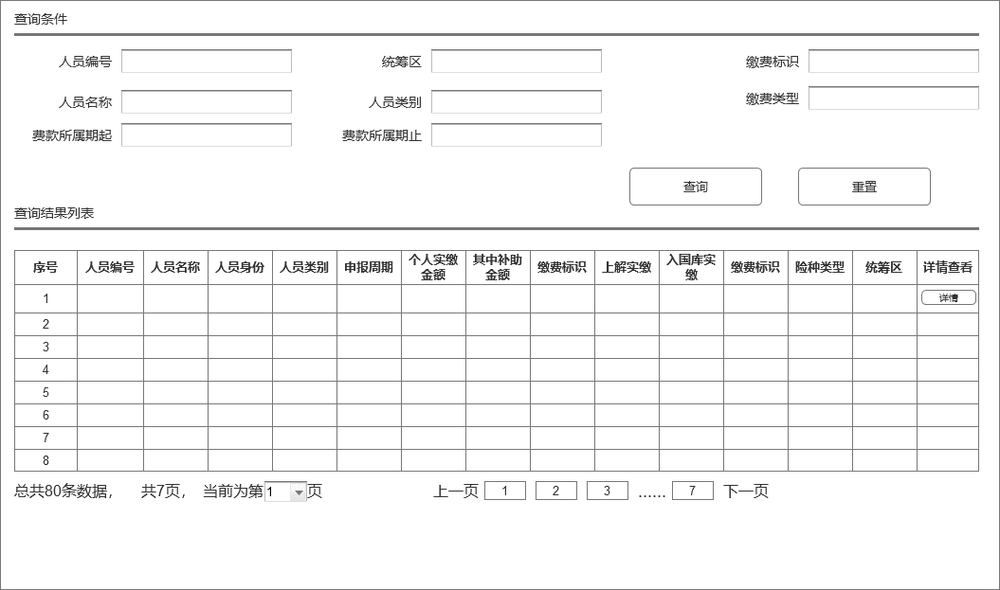 查询条件
人员编号 统筹区 缴费标识
人员名称 人员类别 缴费类型
费款所属期起 费款所属期止
查询 重置
查询结果列表
序号 人员编号 人员名称 人员身份 人员类别 申报周期 个人实缴金额 其中补助金额 缴费标识 上解实缴 入国库实缴 缴费标识 险种类型 统筹区 详情查看
1 详情
2
3
4
5
6
7
8
总共80条数据， 共7页， 当前为第 1 页 上一页 1 2 3 ...... 7 下一页